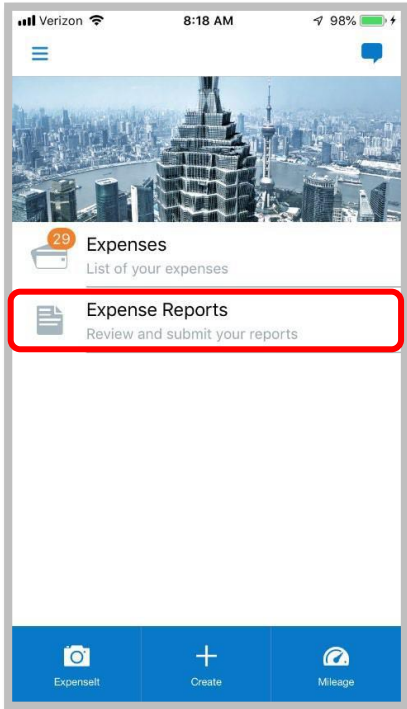 Verizon 8:18 AM 98%
29
Expenses
List of your expenses
Expense Reports
Review and submit your reports
ExpenseIt Create Mileage